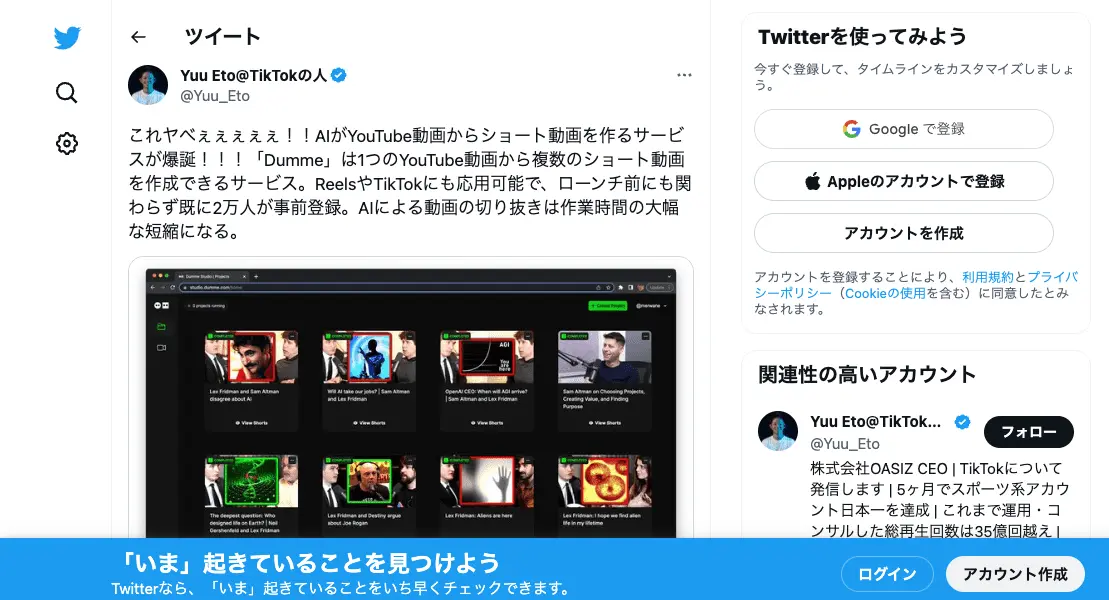 ツイート
Yuu Eto@TikTokの人
@Yuu_Eto
これヤベぇぇぇぇぇ！！AIがYouTube動画からショート動画を作るサービ
スが爆誕！！！「Dumme」は1つのYouTube動画から複数のショート動画
を作成できるサービス。ReelsやTikTokにも応用可能で、ローンチ前にも関
わらず既に2万人が事前登録。AIによる動画の切り抜きは作業時間の大幅
な短縮になる。
Dumme Studio | Projects
studio.dumme.com/home
Update
0 projects running
+ Create Project
@merwane
COMPLETED
COMPLETED
COMPLETED
COMPLETED
AGI
You
are
here
Lex Fridman and Sam Altman
disagree about AI
View Shorts
Will AI take our jobs? | Sam Altman
and Lex Fridman
View Shorts
OpenAI CEO: When will AGI arrive?
| Sam Altman and Lex Fridman
View Shorts
Sam Altman on Choosing Projects,
Creating Value, and Finding
Purpose
View Shorts
COMPLETED
COMPLETED
COMPLETED
COMPLETED
The deepest question: Who
designed life on Earth? | Neil
Gershenfeld and Lex Fridman
Lex Fridman and Destiny argue
about Joe Rogan
Lex Fridman: Aliens are here
Lex Fridman: I hope we find alien
life in my lifetime
Twitterを使ってみよう
今すぐ登録して、タイムラインをカスタマイズしましょ
う。
Google で登録
Appleのアカウントで登録
アカウントを作成
アカウントを登録することにより、利用規約とプライバ
シーポリシー（Cookieの使用を含む）に同意したとみ
なされます。
関連性の高いアカウント
Yuu Eto@TikTok...
@Yuu_Eto
フォロー
株式会社OASIZ CEO | TikTokについて
発信します | 5ヶ月でスポーツ系アカウ
ント日本一を達成 | これまで運用・コ
ンサルした総再生回数は35億回越え |
「いま」起きていることを見つけよう
Twitterなら、「いま」起きていることをいち早くチェックできます。
ログイン
アカウント作成